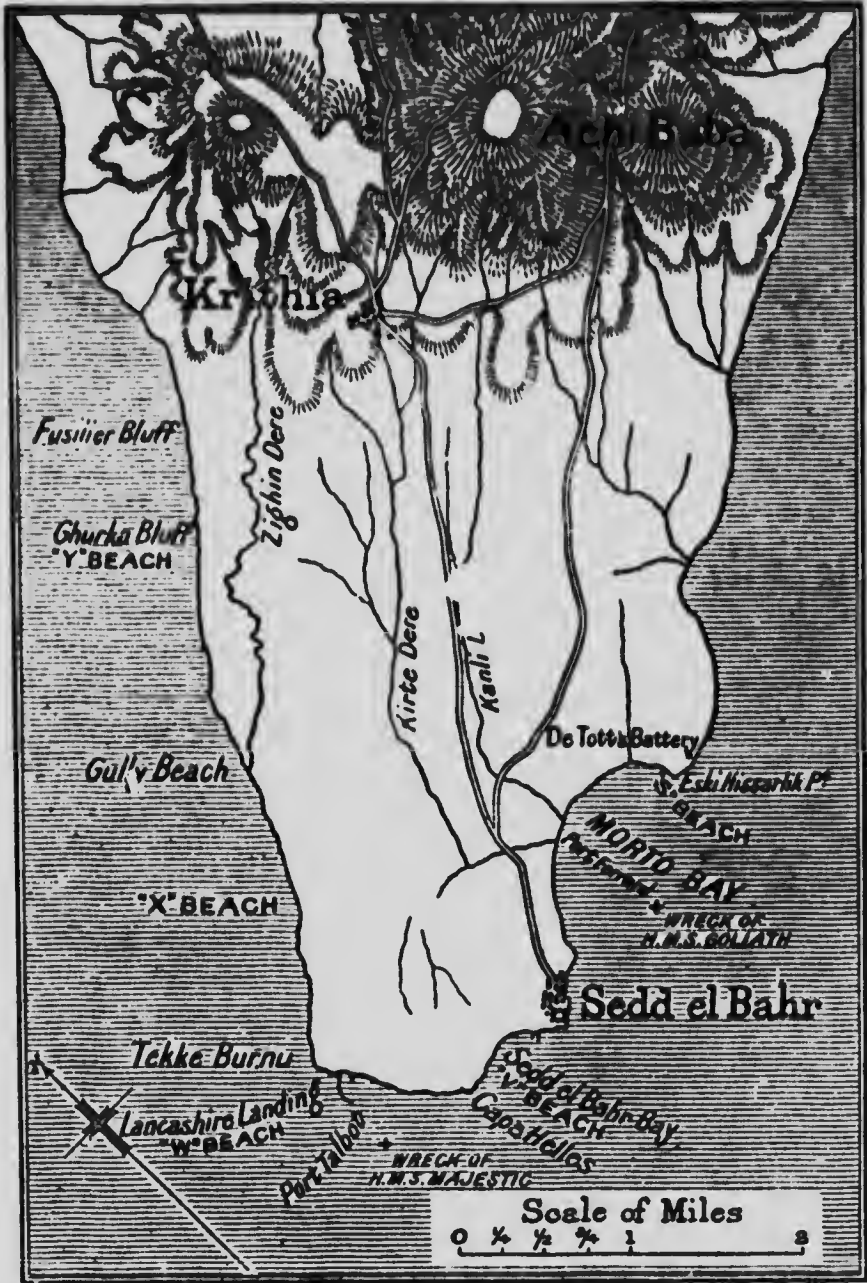 Achi Baba
Krithia
Fusilier Bluff
Zighin Dere
Ghurka Bluff
"Y" BEACH
Kirte Dere
Kanli
De Totts Battery
Gully Beach
Eski Hissarlik Pt
S. BEACH
MORTO BAY
"X" BEACH
WRECK OF
H.M.S. GOLIATH
Sedd el Bahr
Tekke Burnu
Sedd el Bahr Bay
"V" BEACH
Cape Helles
Lancashire Landing
"W" BEACH
Port Talbot
WRECK OF
H.M.S. MAJESTIC
Scale of Miles
0 ¼ ½ ¾ 1 2